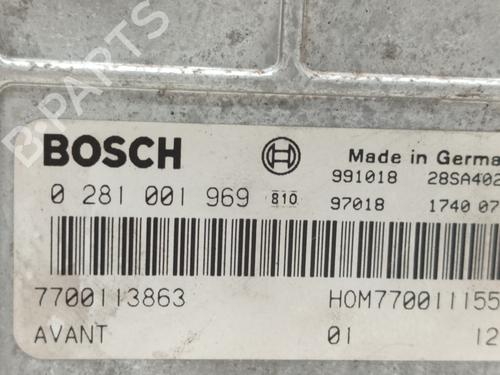 B-PARTS
BOSCH
Made in Germa
0 281 001 969 810
991018 28SA402
97018 1740 07
7700113863 HOM770011155
AVANT 01 12